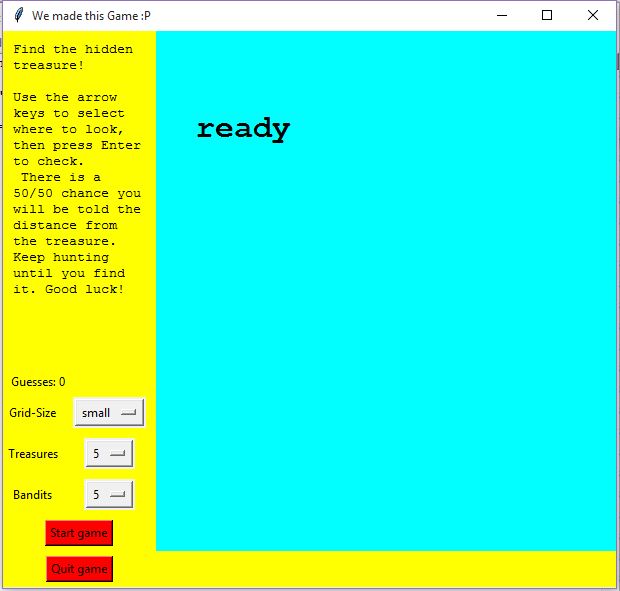 We made this Game :P
Find the hidden
treasure!
Use the arrow
keys to select
where to look,
then press Enter
to check.
There is a
50/50 chance you
will be told the
distance from
the treasure.
Keep hunting
until you find
it. Good luck!
ready
Guesses: 0
Grid-Size small
Treasures 5
Bandits 5
Start game
Quit game